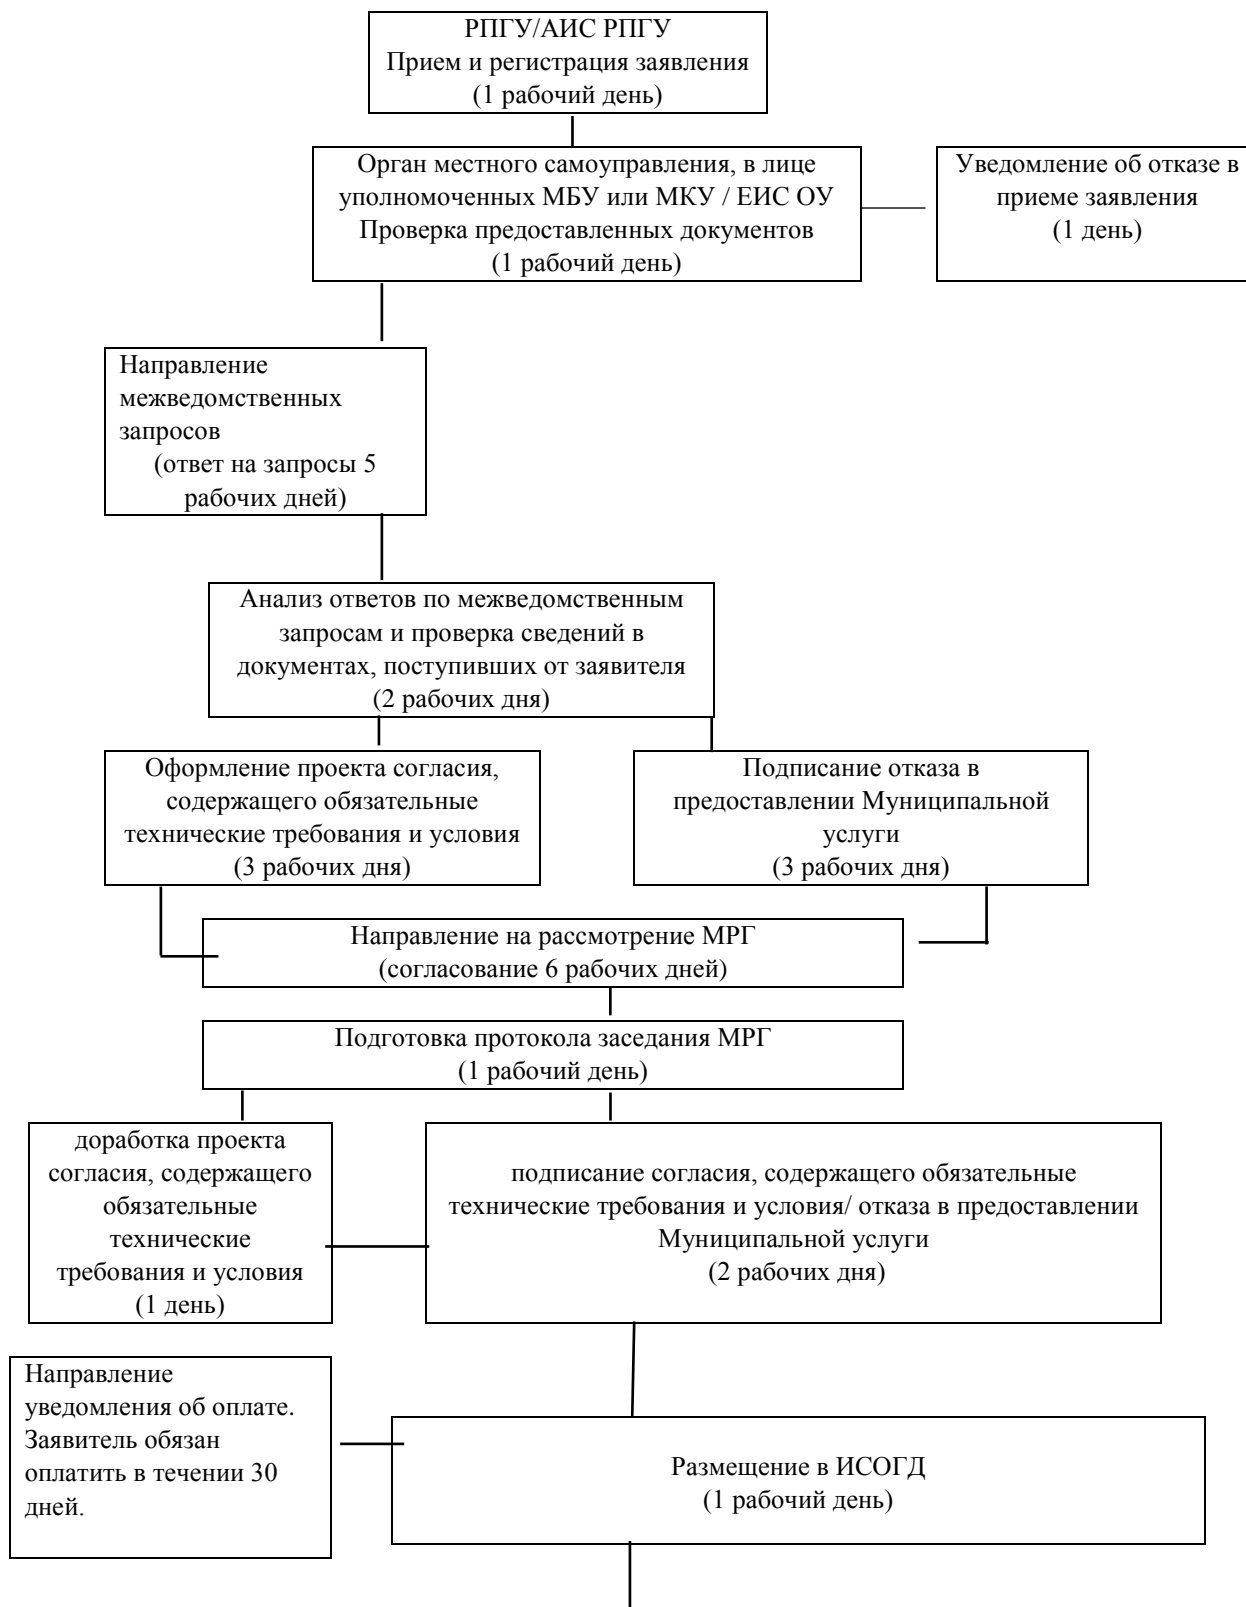 РПГУ/АИС РПГУ
Прием и регистрация заявления
(1 рабочий день)
Орган местного самоуправления, в лице
уполномоченных МБУ или МКУ / ЕИС ОУ
Проверка предоставленных документов
(1 рабочий день)
Уведомление об отказе в
приеме заявления
(1 день)
Направление
межведомственных
запросов
(ответ на запросы 5
рабочих дней)
Анализ ответов по межведомственным
запросам и проверка сведений в
документах, поступивших от заявителя
(2 рабочих дня)
Оформление проекта согласия,
содержащего обязательные
технические требования и условия
(3 рабочих дня)
Подписание отказа в
предоставлении Муниципальной
услуги
(3 рабочих дня)
Направление на рассмотрение МРГ
(согласование 6 рабочих дней)
Подготовка протокола заседания МРГ
(1 рабочий день)
доработка проекта
согласия, содержащего
обязательные
технические
требования и условия
(1 день)
подписание согласия, содержащего обязательные
технические требования и условия/ отказа в предоставлении
Муниципальной услуги
(2 рабочих дня)
Направление
уведомления об оплате.
Заявитель обязан
оплатить в течении 30
дней.
Размещение в ИСОГД
(1 рабочий день)